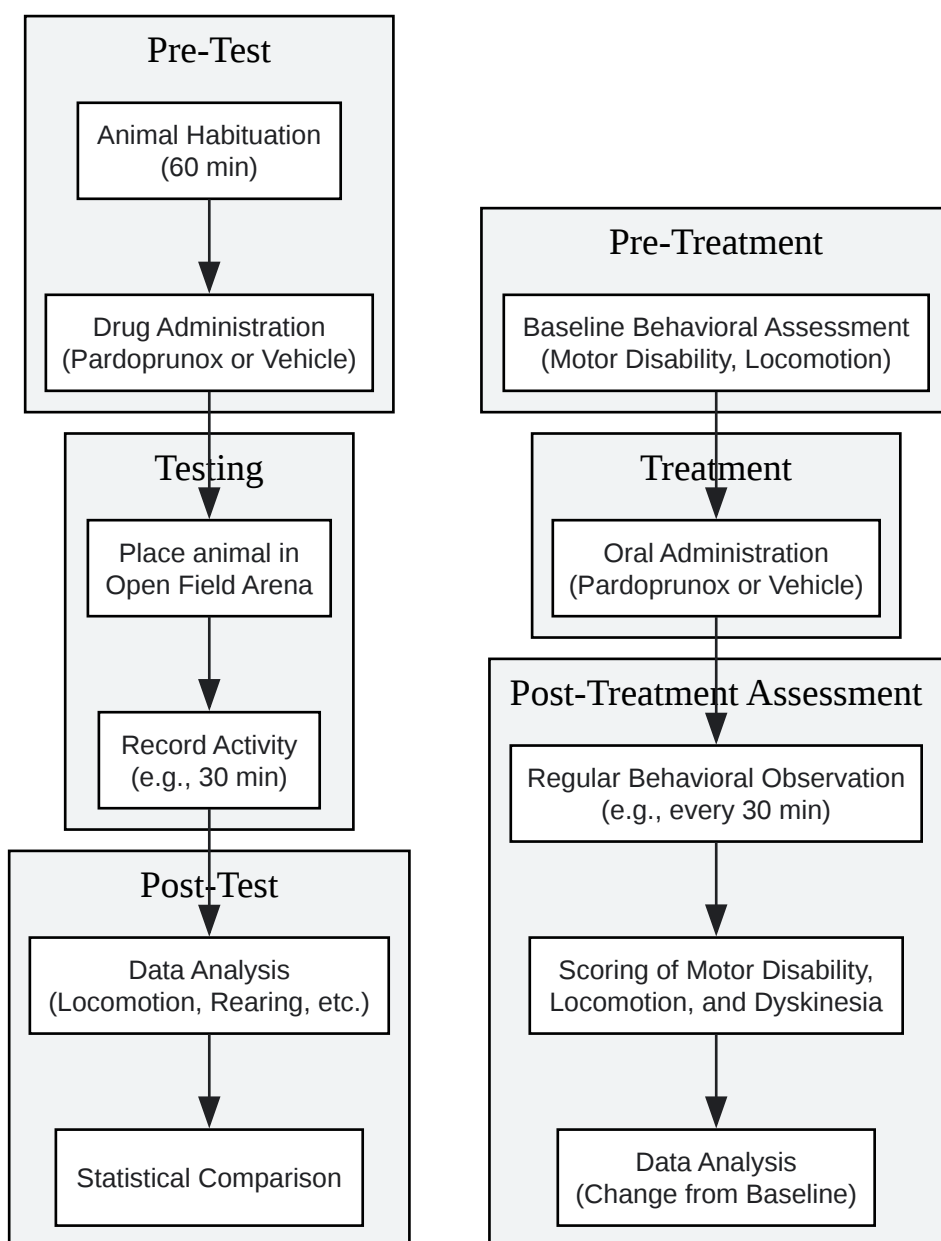 Pre-Test
Animal Habituation
(60 min)
Drug Administration
(Pardoprunox or Vehicle)
Testing
Place animal in
Open Field Arena
Record Activity
(e.g., 30 min)
Post-Test
Data Analysis
(Locomotion, Rearing, etc.)
Statistical Comparison
Pre-Treatment
Baseline Behavioral Assessment
(Motor Disability, Locomotion)
Treatment
Oral Administration
(Pardoprunox or Vehicle)
Post-Treatment Assessment
Regular Behavioral Observation
(e.g., every 30 min)
Scoring of Motor Disability,
Locomotion, and Dyskinesia
Data Analysis
(Change from Baseline)